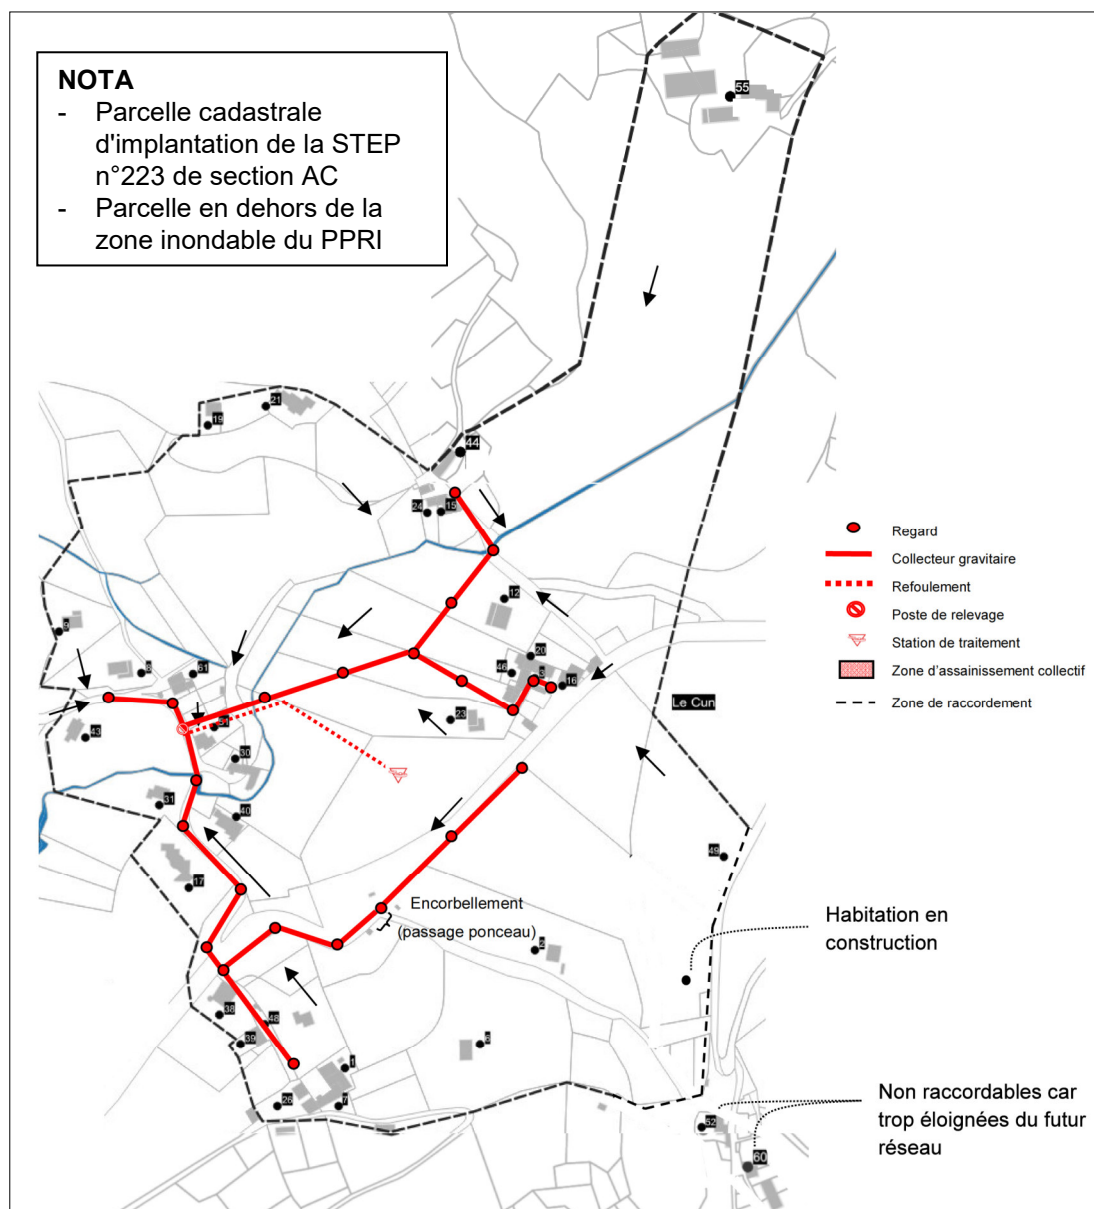 NOTA
- Parcelle cadastrale
d'implantation de la STEP
n°223 de section AC
- Parcelle en dehors de la
zone inondable du PPRI
55
21
19
44
24
15
12
9
20
8
51
46
3
16
Le Cun
23
43
30
31
40
49
17
Encorbellement
(passage ponceau)
2
38
48
39
1
26
7
52
60
Regard
Collecteur gravitaire
Refoulement
Poste de relevage
Station de traitement
Zone d'assainissement collectif
Zone de raccordement
Habitation en
construction
Non raccordables car
trop éloignées du futur
réseau